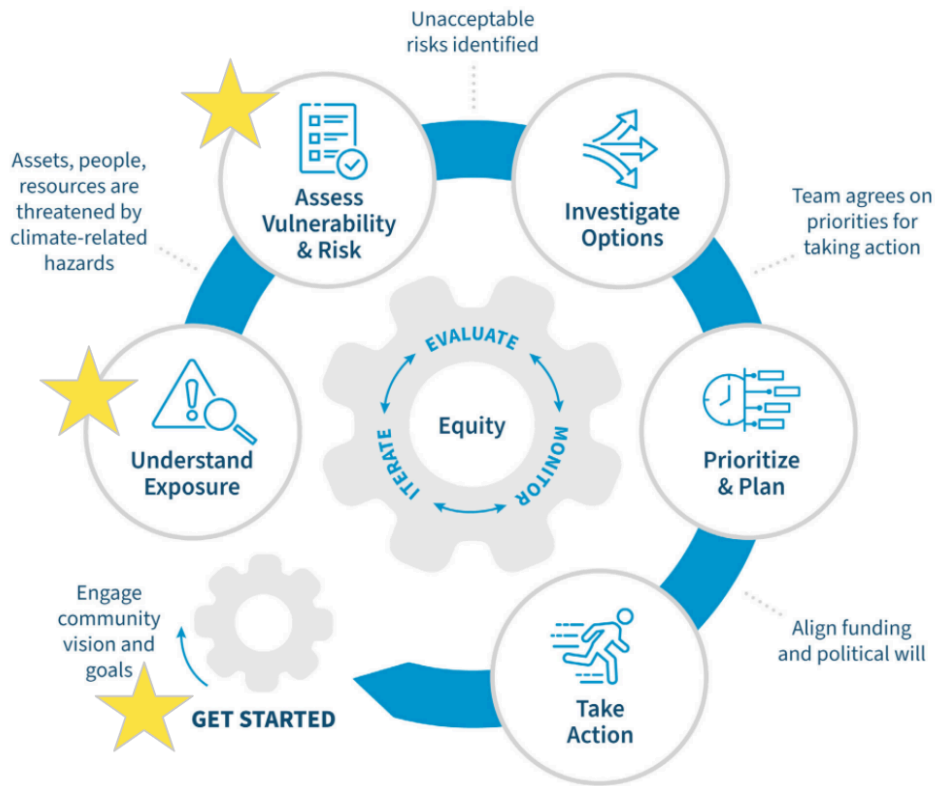 Unacceptable
risks identified
Assess
Vulnerability
& Risk
Investigate
Options
Assets, people,
resources are
threatened by
climate-related
hazards
Team agrees on
priorities for
taking action
EVALUATE
MONITOR
ITERATE
Equity
Understand
Exposure
Prioritize
& Plan
Engage
community
vision and
goals
GET STARTED
Take
Action
Align funding
and political will